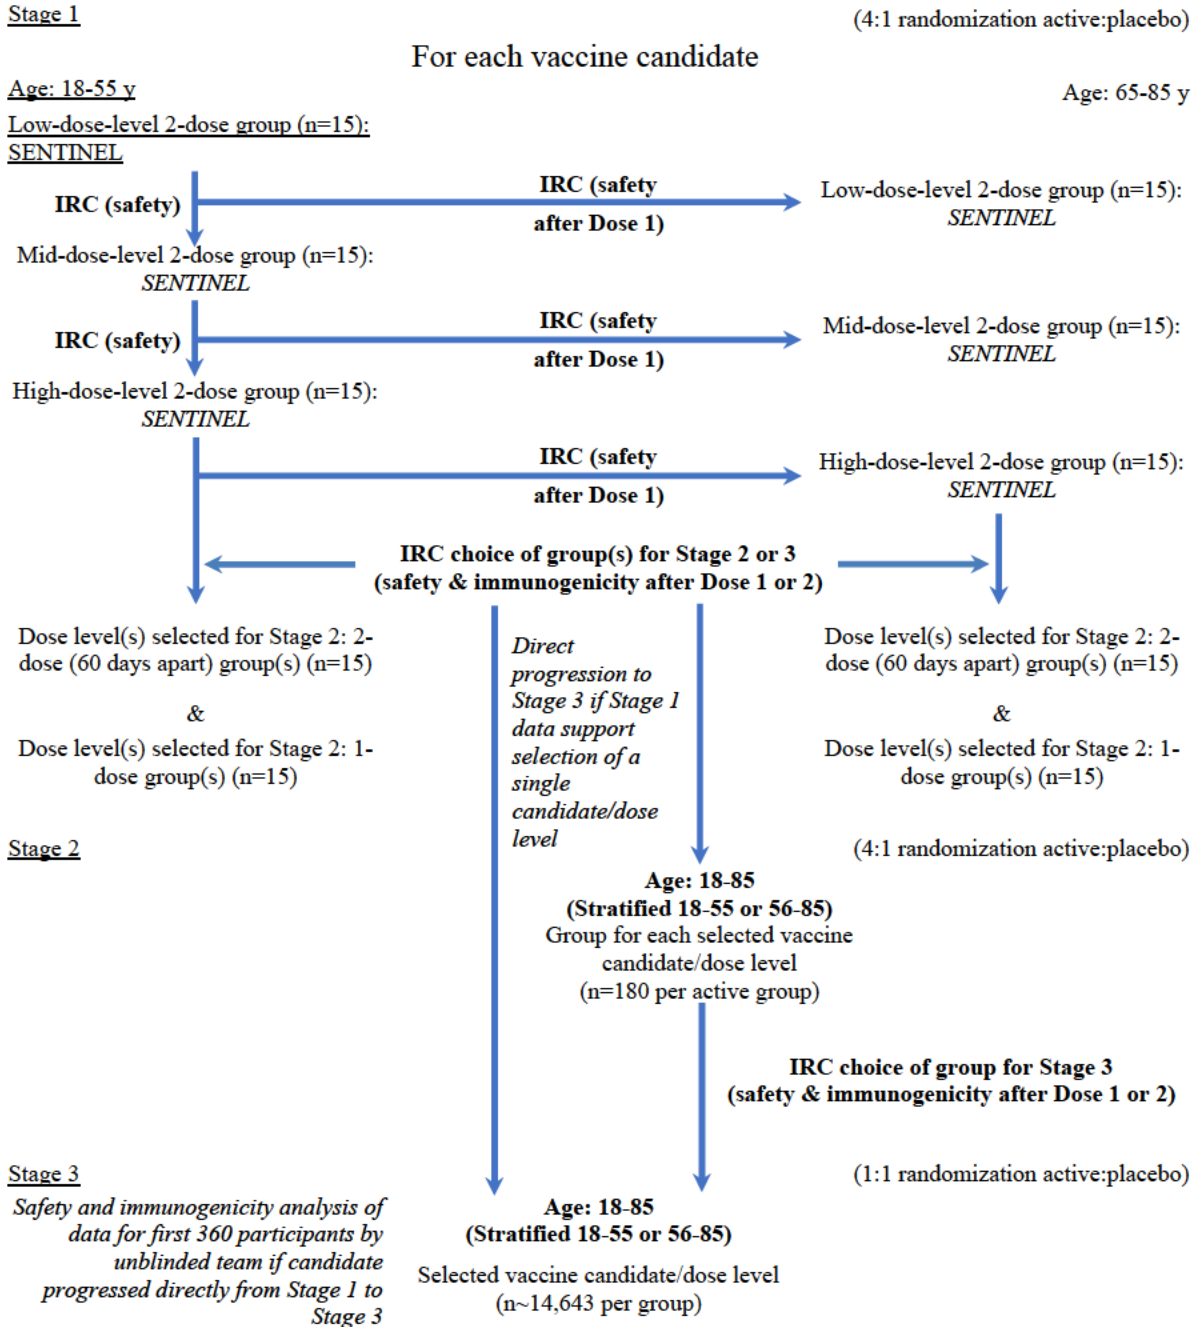 Stage 1
(4:1 randomization active:placebo)
For each vaccine candidate
Age: 18-55 y
Age: 65-85 y
Low-dose-level 2-dose group (n=15):
SENTINEL
IRC (safety)
IRC (safety
after Dose 1)
Low-dose-level 2-dose group (n=15):
SENTINEL
Mid-dose-level 2-dose group (n=15):
SENTINEL
IRC (safety)
IRC (safety
after Dose 1)
Mid-dose-level 2-dose group (n=15):
SENTINEL
High-dose-level 2-dose group (n=15):
SENTINEL
IRC (safety
after Dose 1)
High-dose-level 2-dose group (n=15):
SENTINEL
IRC choice of group(s) for Stage 2 or 3
(safety & immunogenicity after Dose 1 or 2)
Dose level(s) selected for Stage 2: 2-
dose (60 days apart) group(s) (n=15)
&
Dose level(s) selected for Stage 2: 1-
dose group(s) (n=15)
Direct
progression to
Stage 3 if Stage 1
data support
selection of a
single
candidate/dose
level
Dose level(s) selected for Stage 2: 2-
dose (60 days apart) group(s) (n=15)
&
Dose level(s) selected for Stage 2: 1-
dose group(s) (n=15)
Stage 2
(4:1 randomization active:placebo)
Age: 18-85
(Stratified 18-55 or 56-85)
Group for each selected vaccine
candidate/dose level
(n=180 per active group)
IRC choice of group for Stage 3
(safety & immunogenicity after Dose 1 or 2)
Stage 3
(1:1 randomization active:placebo)
Safety and immunogenicity analysis of
data for first 360 participants by
unblinded team if candidate
progressed directly from Stage 1 to
Stage 3
Age: 18-85
(Stratified 18-55 or 56-85)
Selected vaccine candidate/dose level
(n~14,643 per group)